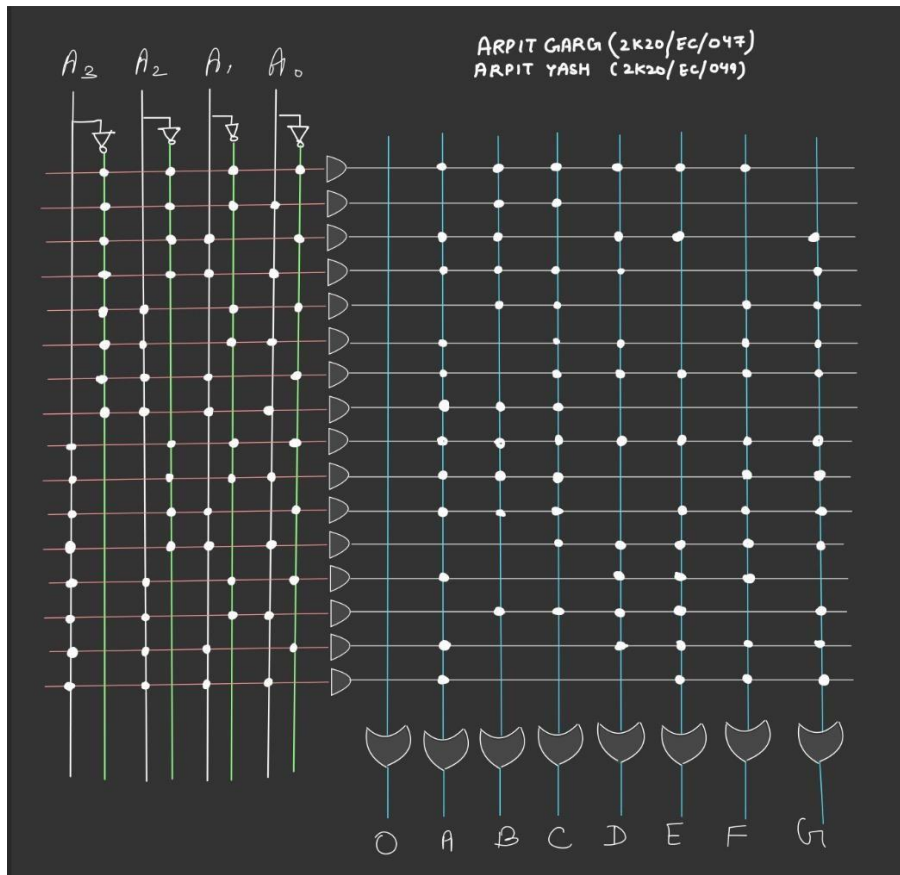 ARPIT GARG (2K20/EC/047)
ARPIT YASH (2K20/EC/049)
A3 A2 A1 A0
O A B C D E F G